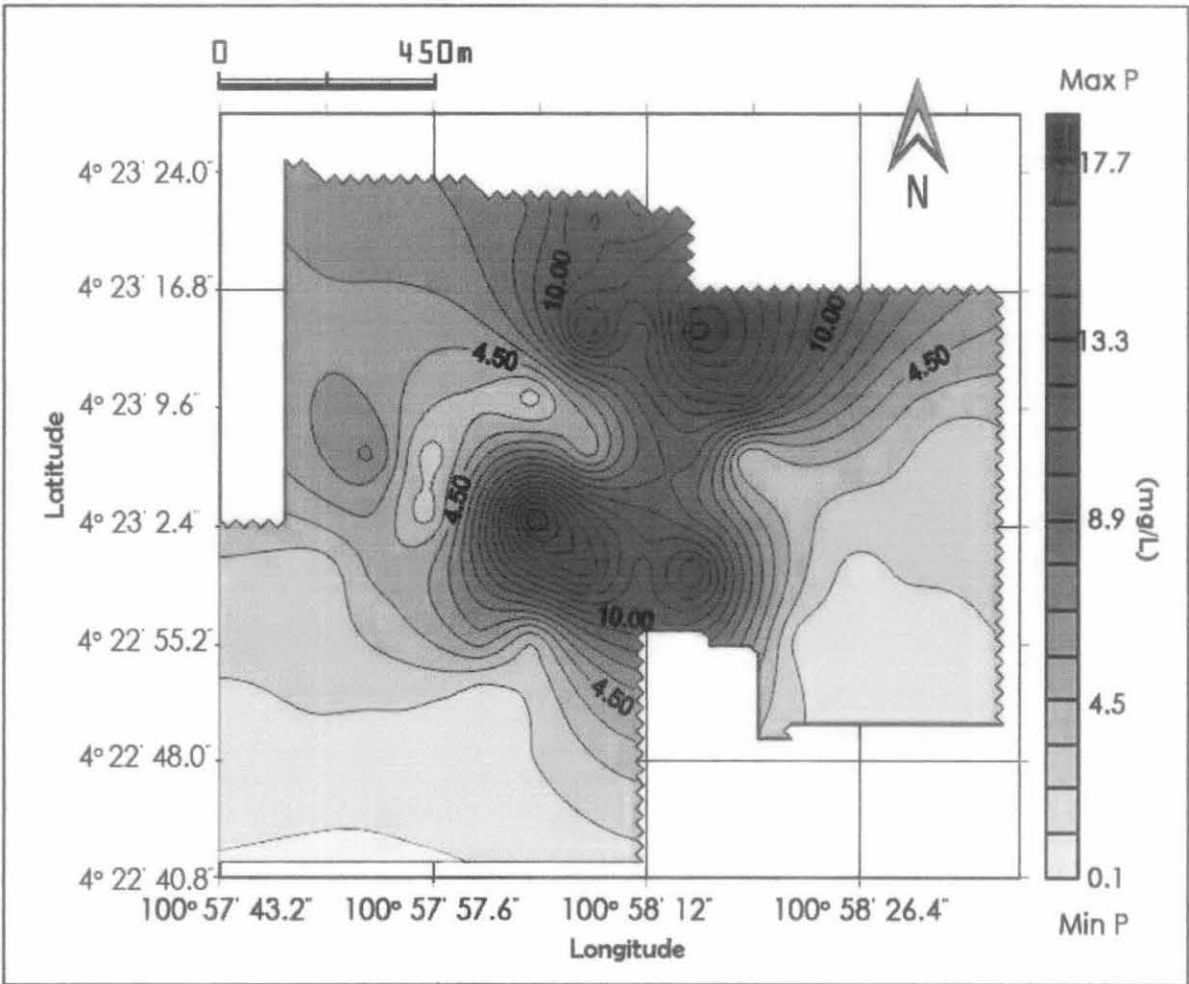 0 450m
Max P
N
4° 23' 24.0"
4° 23' 16.8"
4° 23' 9.6"
4° 23' 2.4"
4° 22' 55.2"
4° 22' 48.0"
4° 22' 40.8"
Latitude
10.00
10.00
4.50
4.50
4.50
10.00
4.50
17.7
13.3
8.9
4.5
0.1
(mg/L)
Min P
100° 57' 43.2" 100° 57' 57.6" 100° 58' 12" 100° 58' 26.4"
Longitude